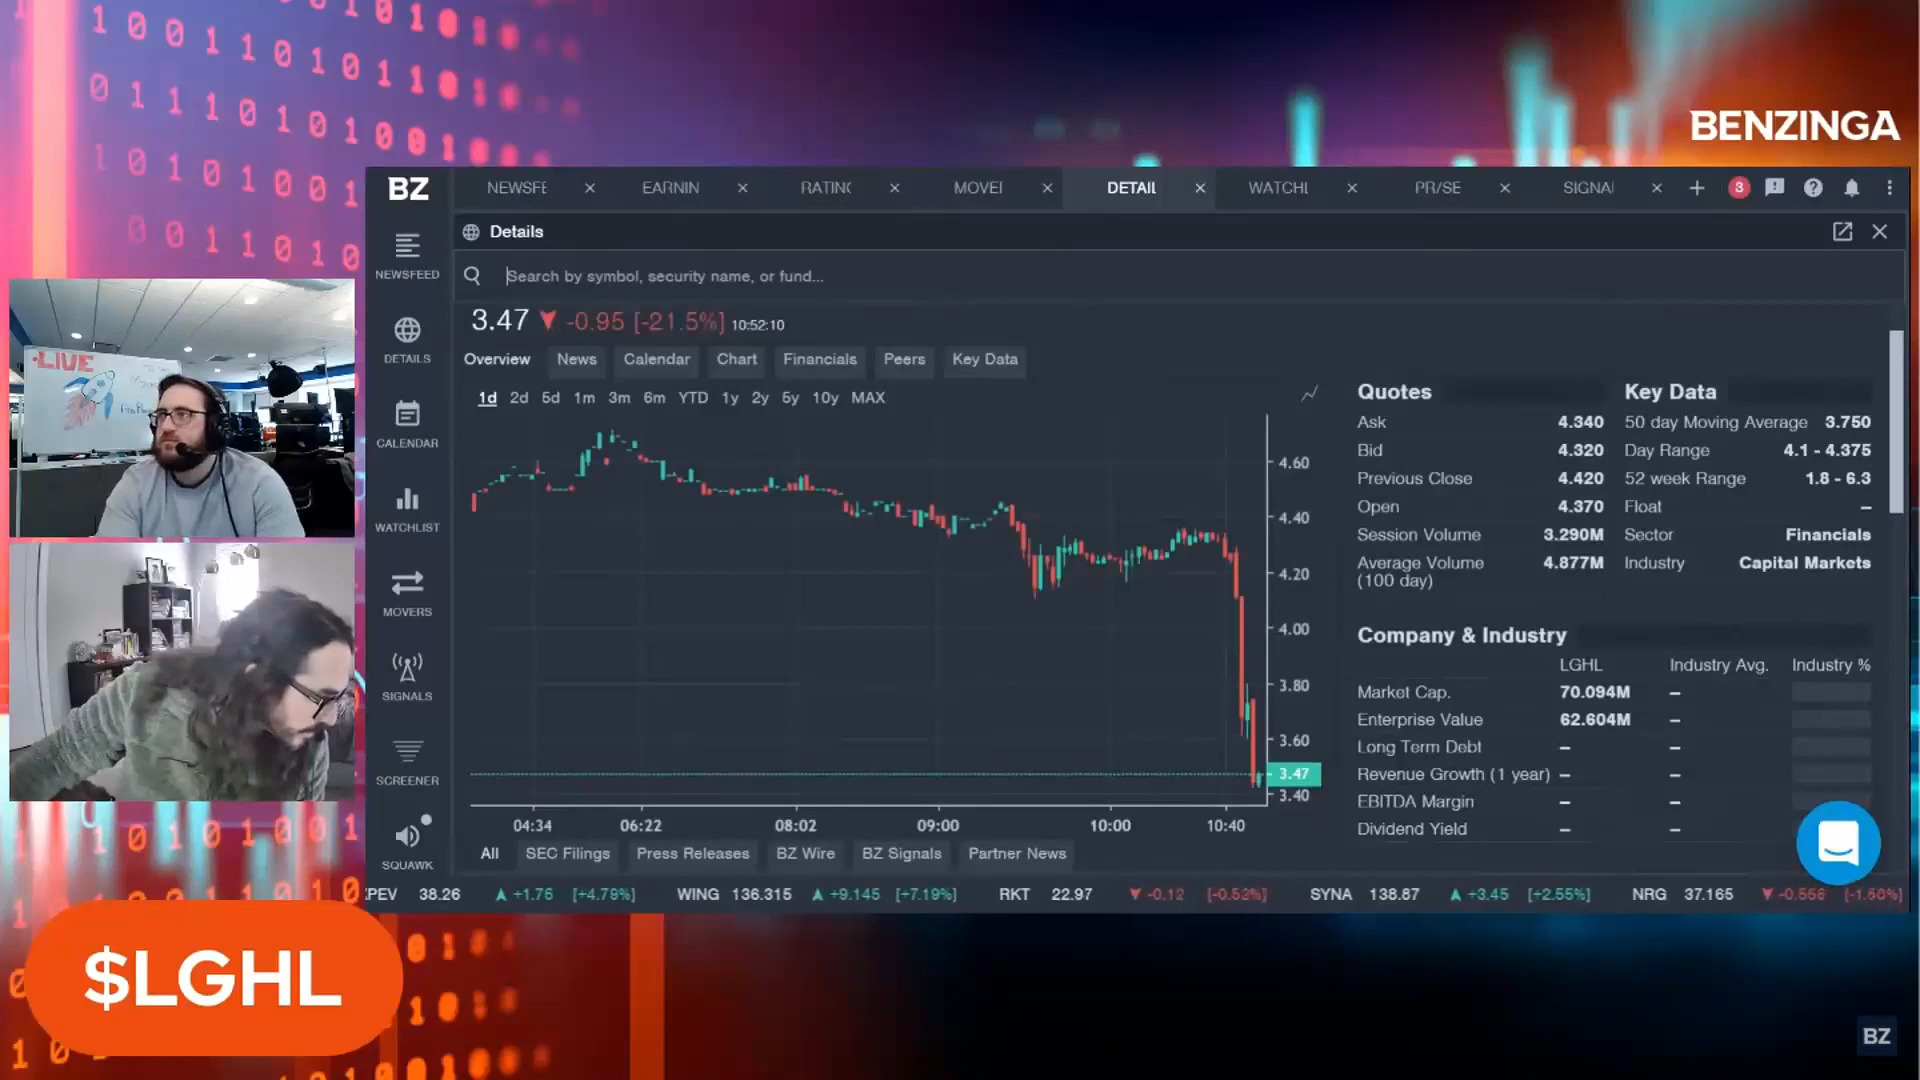 BENZINGA
BZ
NEWSFE
EARNIN
RATINC
MOVEI
DETAIL
WATCHL
PR/SE
SIGNAI
3
Details
Search by symbol, security name, or fund...
3.47 ▼ -0.95 [-21.5%] 10:52:10
Overview News Calendar Chart Financials Peers Key Data
1d 2d 5d 1m 3m 6m YTD 1y 2y 5y 10y MAX
4.60
4.40
4.20
4.00
3.80
3.60
3.47
3.40
04:34 06:22 08:02 09:00 10:00 10:40
Quotes
Ask 4.340
Bid 4.320
Previous Close 4.420
Open 4.370
Session Volume 3.290M
Average Volume (100 day) 4.877M
Key Data
50 day Moving Average 3.750
Day Range 4.1 - 4.375
52 week Range 1.8 - 6.3
Float –
Sector Financials
Industry Capital Markets
Company & Industry
LGHL Industry Avg. Industry %
Market Cap. 70.094M –
Enterprise Value 62.604M –
Long Term Debt – –
Revenue Growth (1 year) – –
EBITDA Margin – –
Dividend Yield – –
All SEC Filings Press Releases BZ Wire BZ Signals Partner News
NEWSFEED
DETAILS
CALENDAR
WATCHLIST
MOVERS
SIGNALS
SCREENER
SQUAWK
XPEV 38.26 ▲ +1.76 [+4.79%] WING 136.315 ▲ +9.145 [+7.19%] RKT 22.97 ▼ -0.12 [-0.52%] SYNA 138.87 ▲ +3.45 [+2.55%] NRG 37.165 ▼
LIVE
$LGHL
BZ